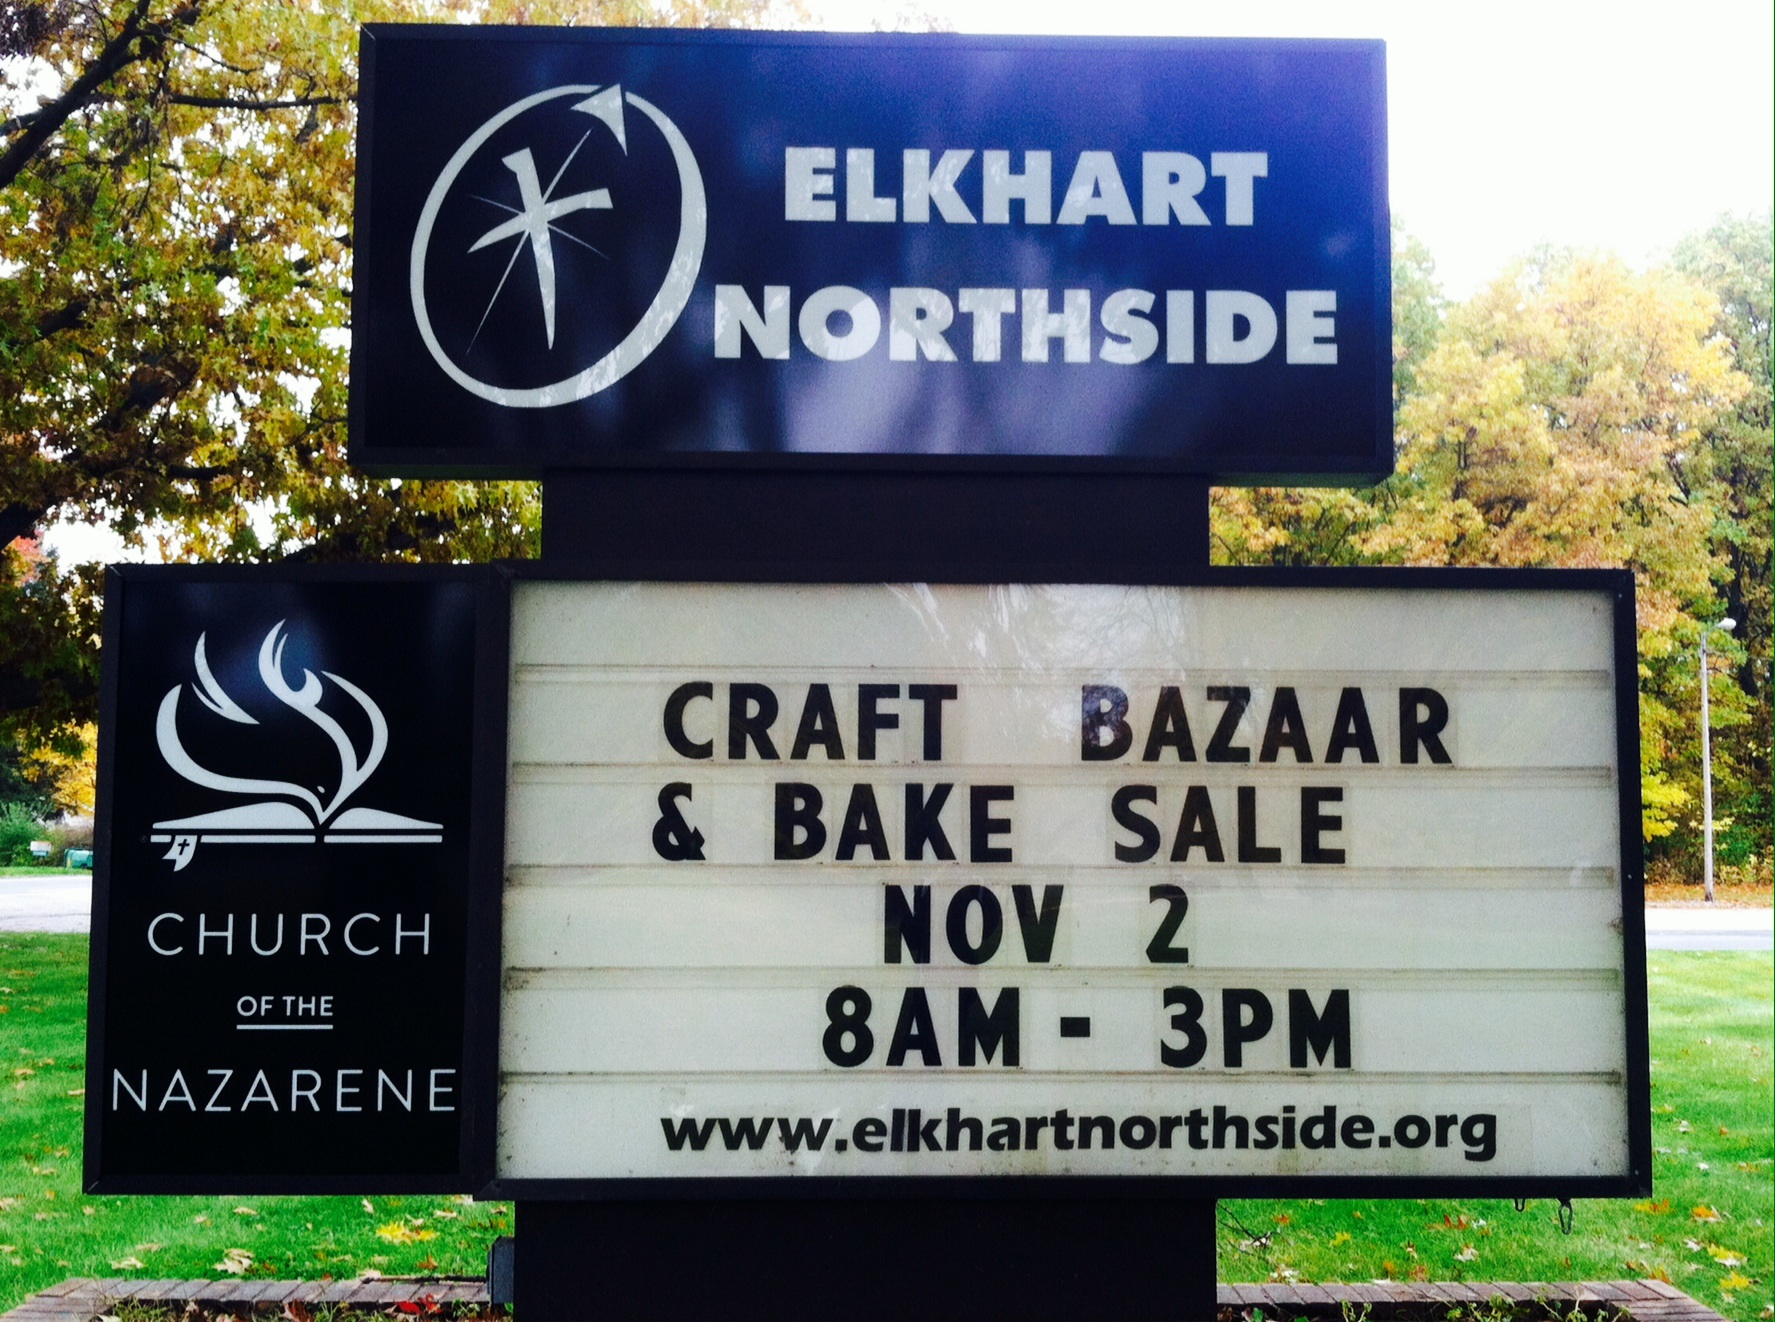 ELKHART
NORTHSIDE
CHURCH
OF THE
NAZARENE
CRAFT BAZAAR
& BAKE SALE
NOV 2
8AM - 3PM
www.elkhartnorthside.org